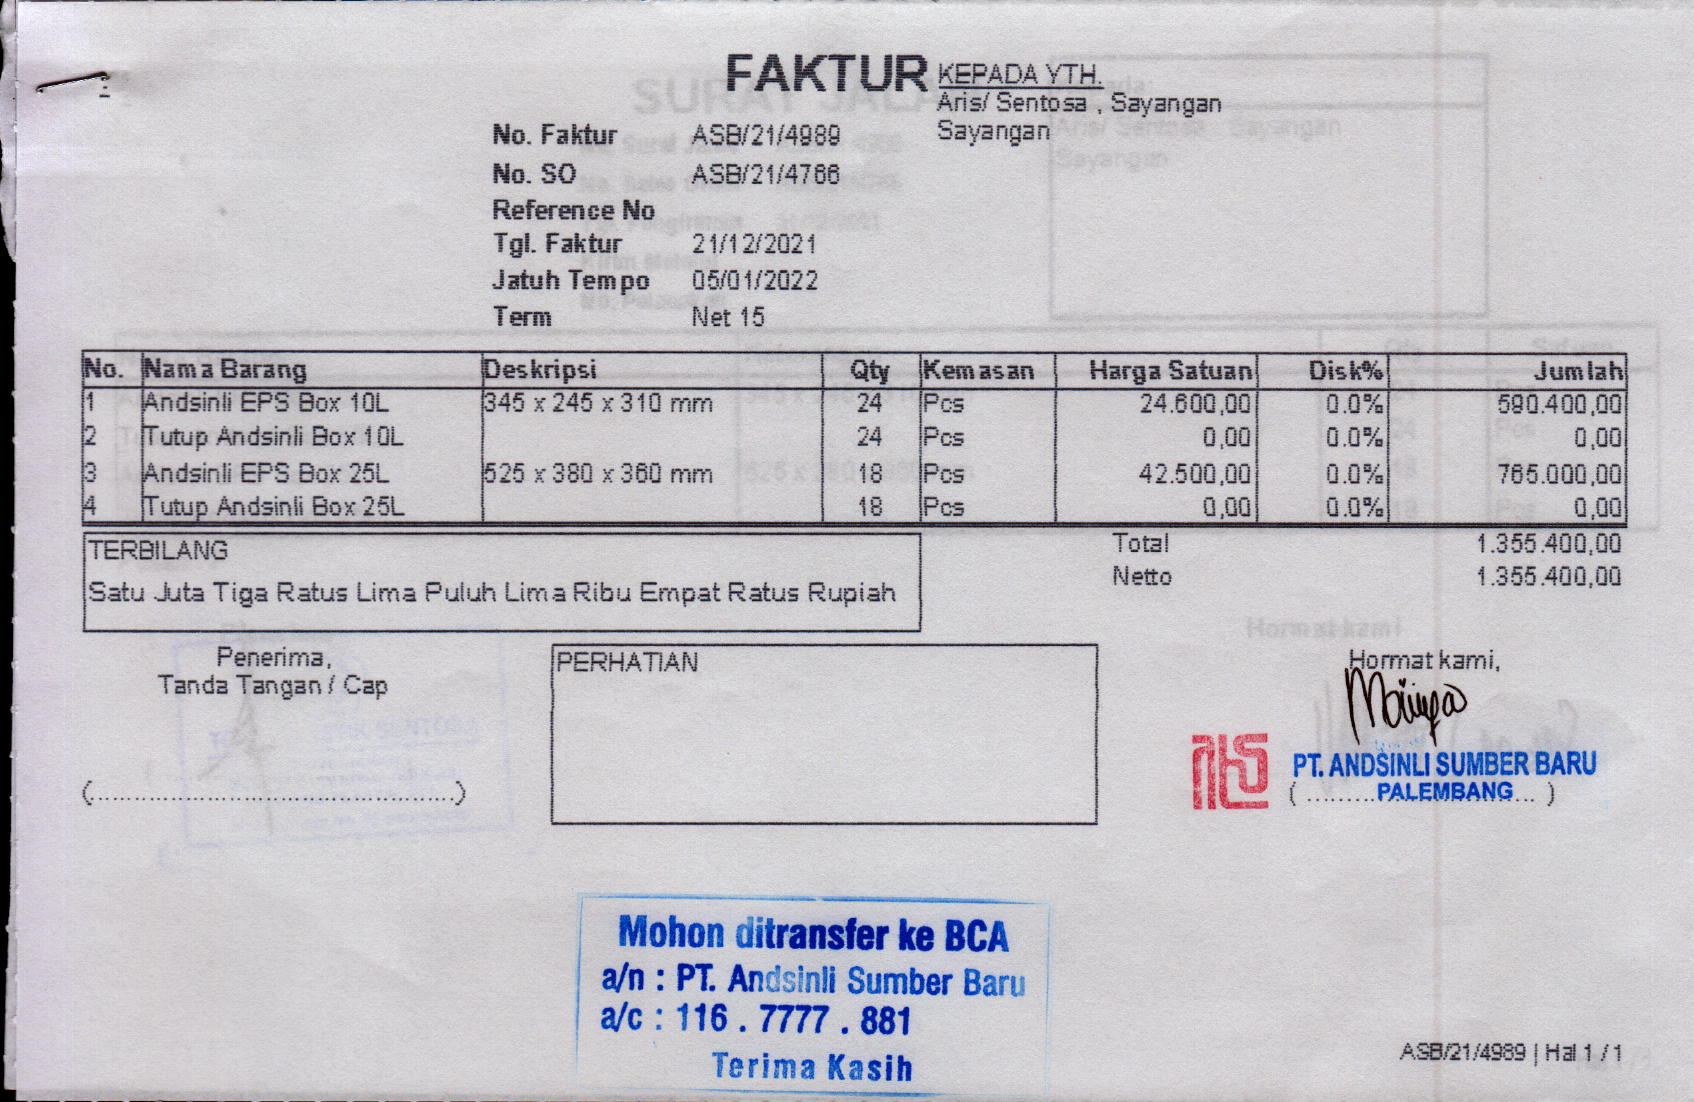 FAKTUR
KEPADA YTH.
Aris/ Sentosa , Sayangan
Sayangan
No. Faktur ASB/21/4989
No. SO ASB/21/4766
Reference No
Tgl. Faktur 21/12/2021
Jatuh Tempo 05/01/2022
Term Net 15
No. Nama Barang Deskripsi Qty Kemasan Harga Satuan Disk% Jumlah
1 Andsinli EPS Box 10L 345 x 245 x 310 mm 24 Pcs 24.600,00 0.0% 590.400,00
2 Tutup Andsinli Box 10L 24 Pcs 0,00 0.0% 0,00
3 Andsinli EPS Box 25L 525 x 380 x 360 mm 18 Pcs 42.500,00 0.0% 765.000,00
4 Tutup Andsinli Box 25L 18 Pcs 0,00 0.0% 0,00
Total 1.355.400,00
Netto 1.355.400,00
TERBILANG
Satu Juta Tiga Ratus Lima Puluh Lima Ribu Empat Ratus Rupiah
Penerima,
Tanda Tangan / Cap
(....................................................)
PERHATIAN
Hormat kami,
PT. ANDSINLI SUMBER BARU
PALEMBANG
Mohon ditransfer ke BCA
a/n : PT. Andsinli Sumber Baru
a/c : 116 . 7777 . 881
Terima Kasih
ASB/21/4989 | Hal 1 / 1